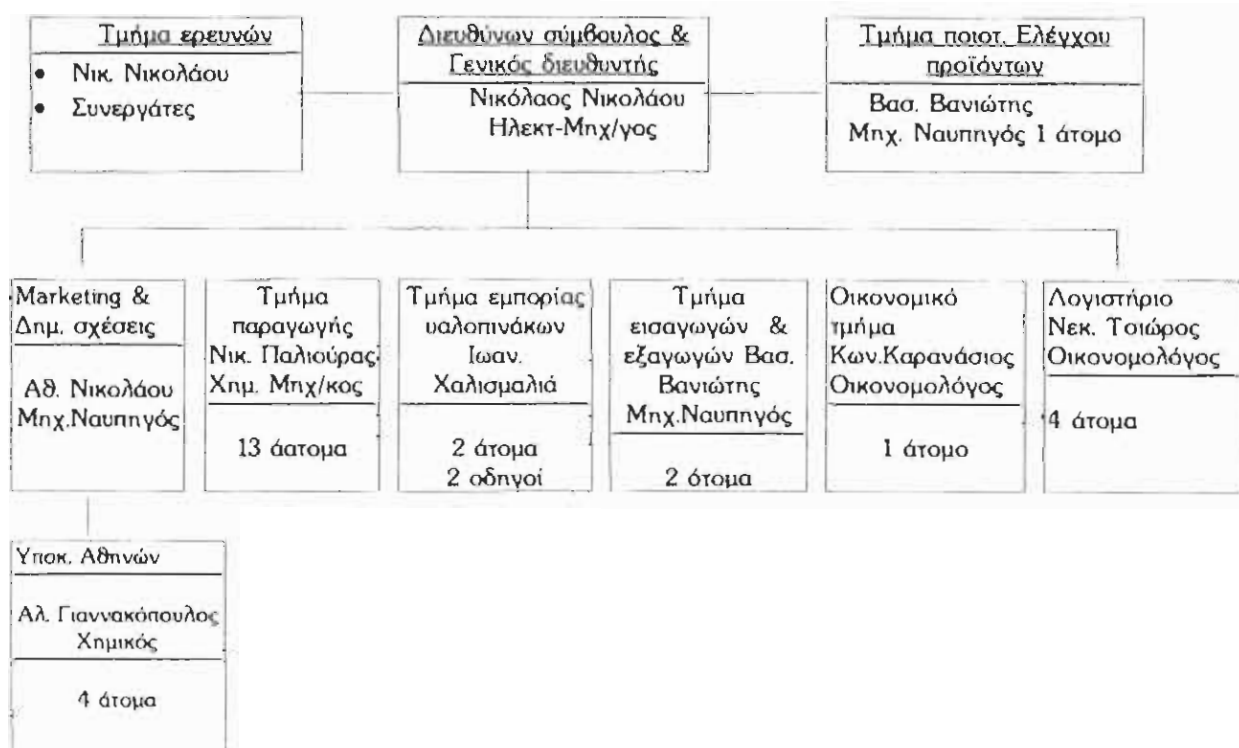 Τμήμα ερευνών
• Νικ. Νικολάου
• Συνεργάτες
Διευθύνων σύμβουλος &
Γενικός διευθυντής
Νικόλαος Νικολάου
Ηλεκτ-Μηχ/γος
Τμήμα ποιοτ. Ελέγχου
προϊόντων
Βασ. Βανιώτης
Μηχ. Ναυπηγός 1 άτομο
Marketing &
Δημ. σχέσεις
Αθ. Νικολάου
Μηχ.Ναυπηγός
Τμήμα
παραγωγής
Νικ. Παλιούρας
Χημ. Μηχ/κος
13 άατομα
Τμήμα εμπορίας
υαλοπινάκων
Ιωαν.
Χαλισμαλιά
2 άτομα
2 οδηγοί
Τμήμα
εισαγωγών &
εξαγωγών Βασ.
Βανιώτης
Μηχ.Ναυπηγός
2 ότομα
Οικονομικό
τμήμα
Κων.Καρανάσιος
Οικονομολόγος
1 άτομο
Λογιστήριο
Νεκ. Τσιώρος
Οικονομολόγος
4 άτομα
Υποκ. Αθηνών
Αλ. Γιαννακόπουλος
Χημικός
4 άτομα